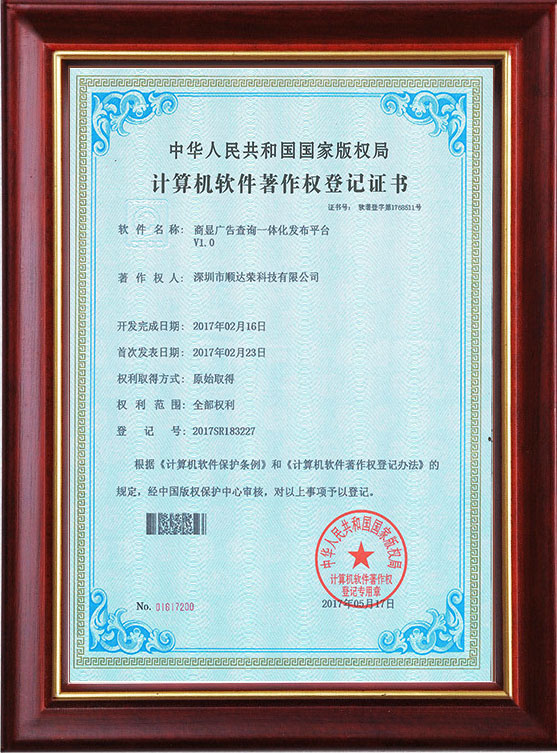 中华人民共和国国家版权局
计算机软件著作权登记证书
证书号: 软著登字第1768511号
软件名称: 商显广告查询一体化发布平台
V1.0
著作权人: 深圳市顺达荣科技有限公司
开发完成日期: 2017年02月16日
首次发表日期: 2017年02月23日
权利取得方式: 原始取得
权利范围: 全部权利
登记号: 2017SR183227
根据《计算机软件保护条例》和《计算机软件著作权登记办法》的
规定，经中国版权保护中心审核，对以上事项予以登记。
中华人民共和国国家版权局
计算机软件著作权
登记专用章
No. 01617200
2017年05月17日